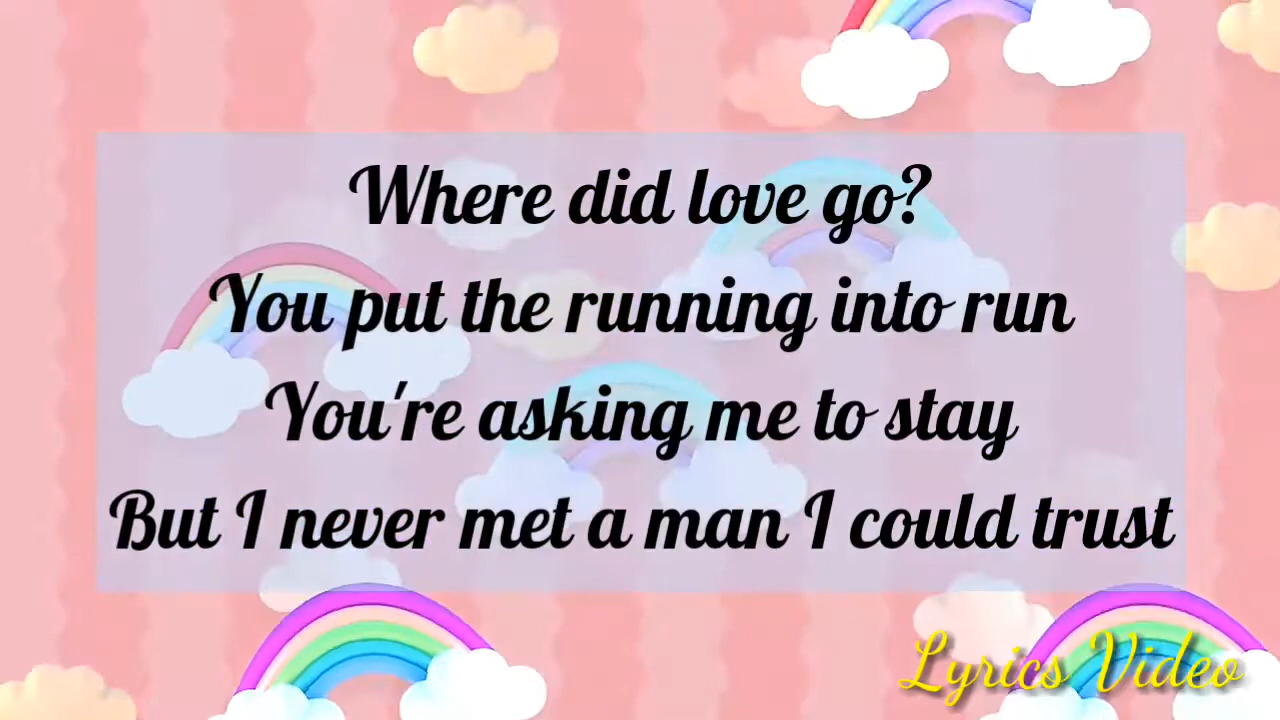 Where did love go?
You put the running into run
You're asking me to stay
But I never met a man I could trust
Lyrics Video